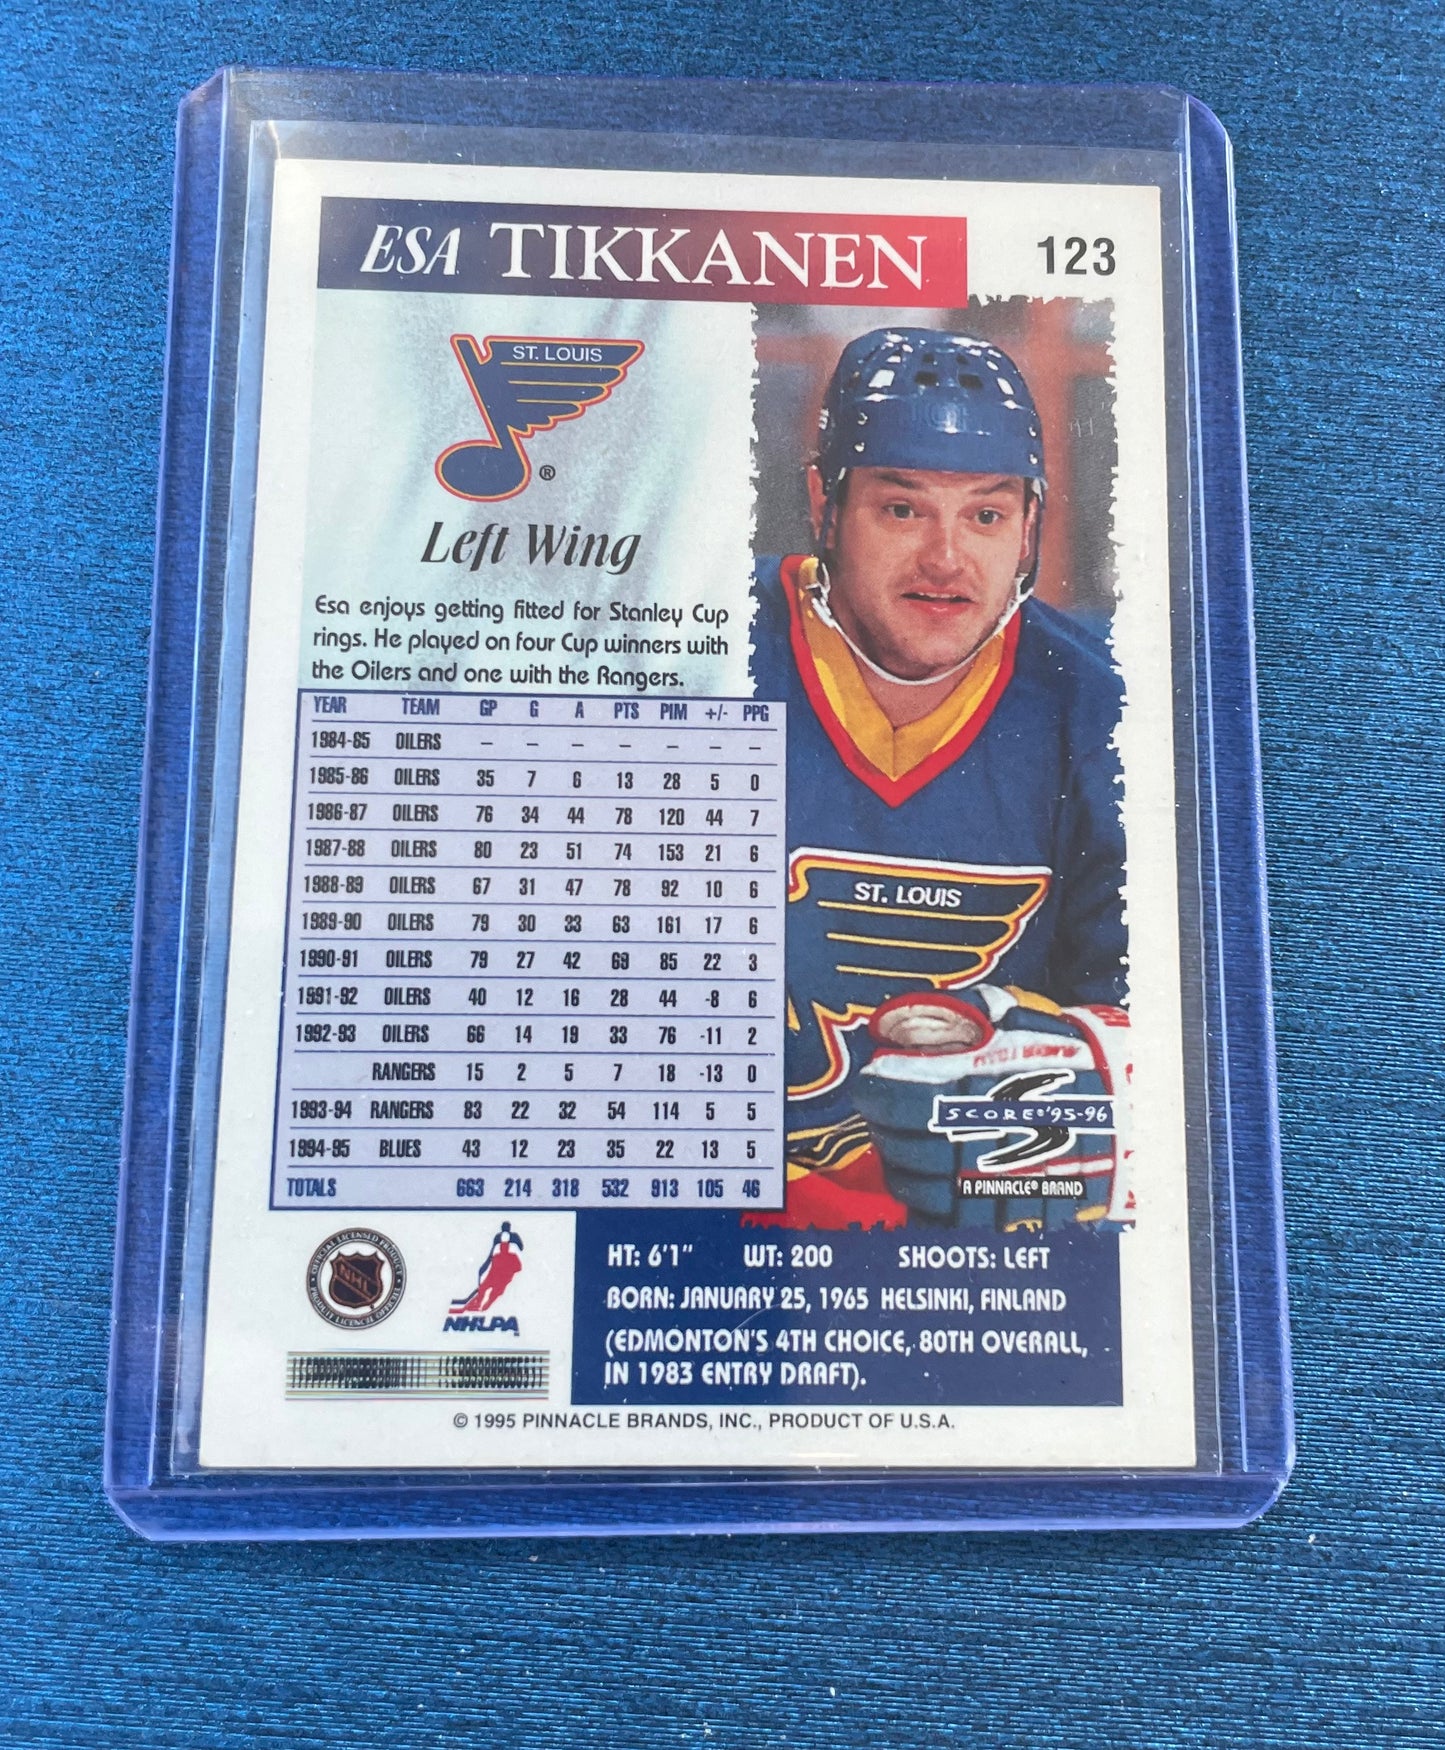 ESA TIKKANEN
123
ST. LOUIS
®
Left Wing
Esa enjoys getting fitted for Stanley Cup
rings. He played on four Cup winners with
the Oilers and one with the Rangers.
YEAR TEAM GP G A PTS PIM +/- PPG
1984-85 OILERS – – – – – – –
1985-86 OILERS 35 7 6 13 28 5 0
1986-87 OILERS 76 34 44 78 120 44 7
1987-88 OILERS 80 23 51 74 153 21 6
1988-89 OILERS 67 31 47 78 92 10 6
1989-90 OILERS 79 30 33 63 161 17 6
1990-91 OILERS 79 27 42 69 85 22 3
1991-92 OILERS 40 12 16 28 44 -8 6
1992-93 OILERS 66 14 19 33 76 -11 2
RANGERS 15 2 5 7 18 -13 0
1993-94 RANGERS 83 22 32 54 114 5 5
1994-95 BLUES 43 12 23 35 22 13 5
TOTALS 663 214 318 532 913 105 46
ST. LOUIS
SCORE® '95-96
A PINNACLE® BRAND
OFFICIAL LICENSED PRODUCT
NHL
PRODUIT LICENCIÉ OFFICIEL
NHLPA
HT: 6'1" WT: 200 SHOOTS: LEFT
BORN: JANUARY 25, 1965 HELSINKI, FINLAND
(EDMONTON'S 4TH CHOICE, 80TH OVERALL,
IN 1983 ENTRY DRAFT).
© 1995 PINNACLE BRANDS, INC., PRODUCT OF U.S.A.